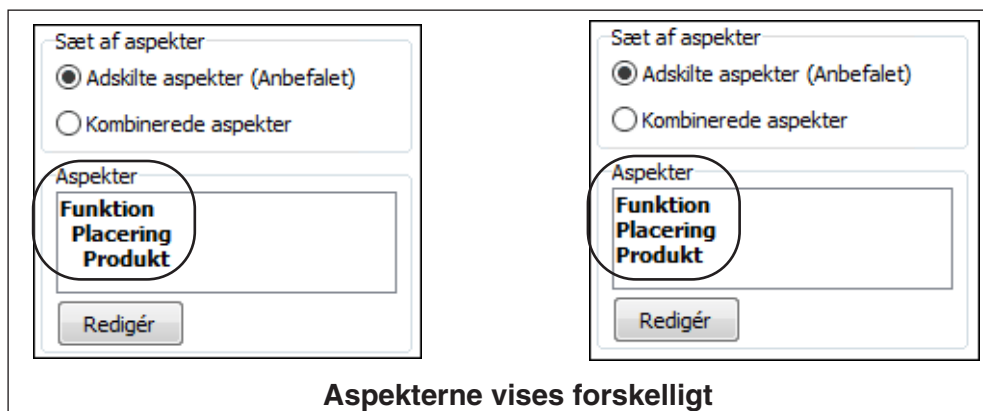 Sæt af aspekter
Adskilte aspekter (Anbefalet)
Kombinerede aspekter
Aspekter
Funktion
Placering
Produkt
Redigér
Sæt af aspekter
Adskilte aspekter (Anbefalet)
Kombinerede aspekter
Aspekter
Funktion
Placering
Produkt
Redigér
Aspekterne vises forskelligt